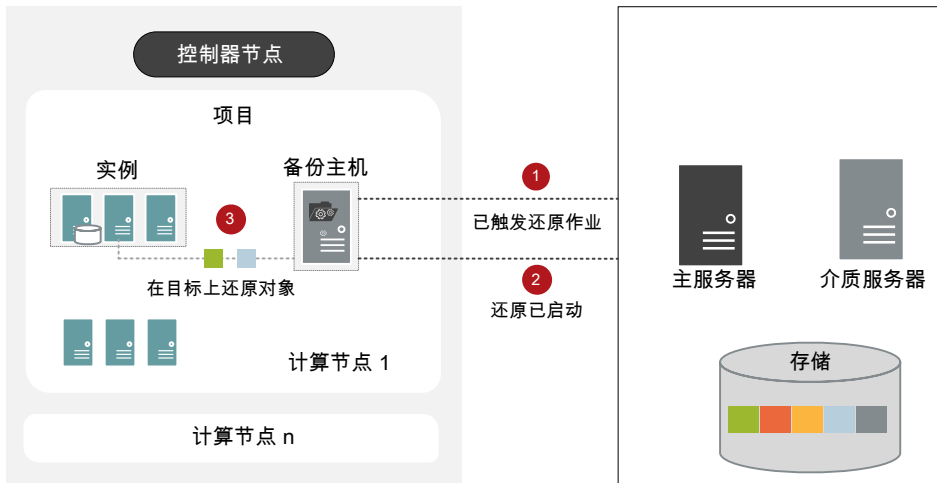 控制器节点
项目
实例
备份主机
1
已触发还原作业
3
在目标上还原对象
2
还原已启动
计算节点 1
计算节点 n
主服务器
介质服务器
存储